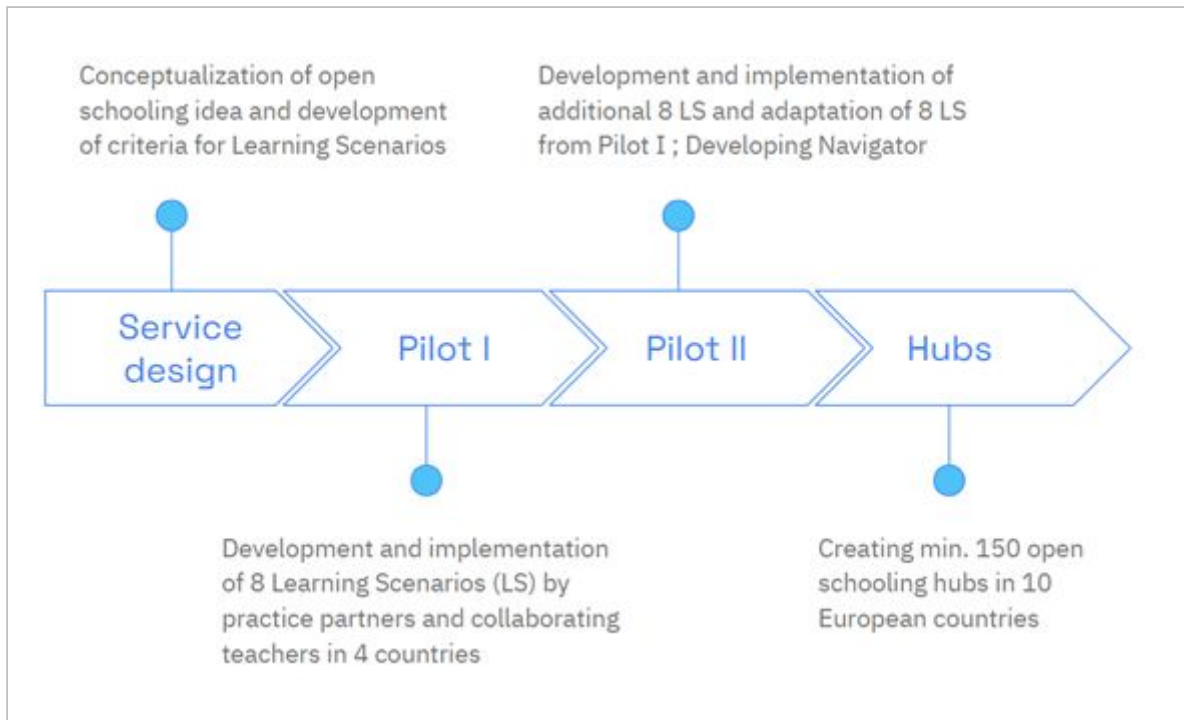 Conceptualization of open
schooling idea and development
of criteria for Learning Scenarios
Development and implementation of
additional 8 LS and adaptation of 8 LS
from Pilot I ; Developing Navigator
Service
design
Pilot I
Pilot II
Hubs
Development and implementation
of 8 Learning Scenarios (LS) by
practice partners and collaborating
teachers in 4 countries
Creating min. 150 open
schooling hubs in 10
European countries